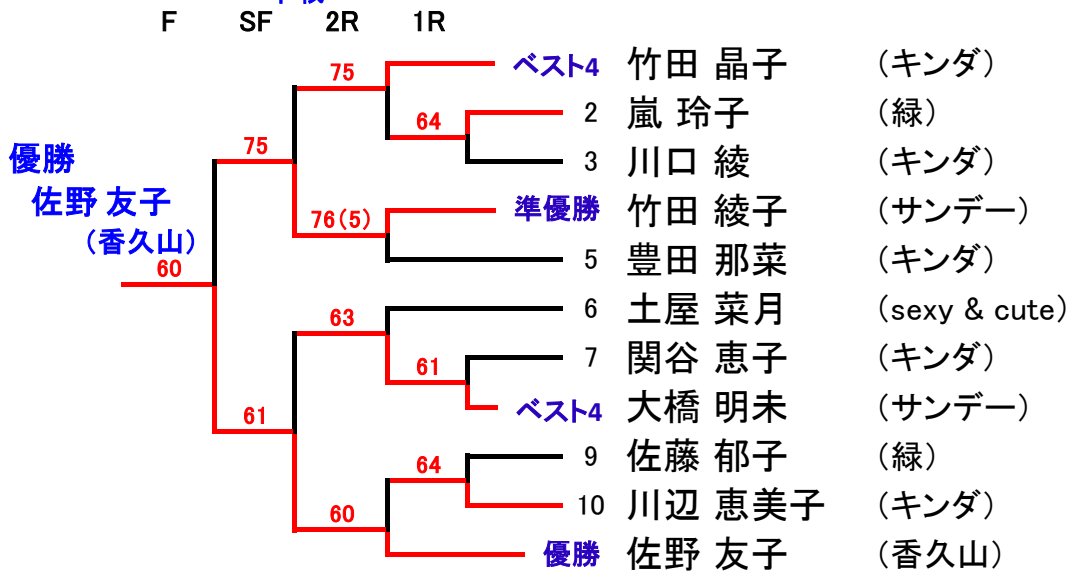 F SF 2R 1R
ベスト4 竹田 晶子 (キンダ)
75
2 嵐 玲子 (緑)
64
優勝
75
3 川口 綾 (キンダ)
佐野 友子
準優勝 竹田 綾子 (サンデー)
76(5)
(香久山)
5 豊田 那菜 (キンダ)
60
6 土屋 菜月 (sexy & cute)
63
7 関谷 恵子 (キンダ)
61
ベスト4 大橋 明未 (サンデー)
61
9 佐藤 郁子 (緑)
64
10 川辺 恵美子 (キンダ)
60
優勝 佐野 友子 (香久山)